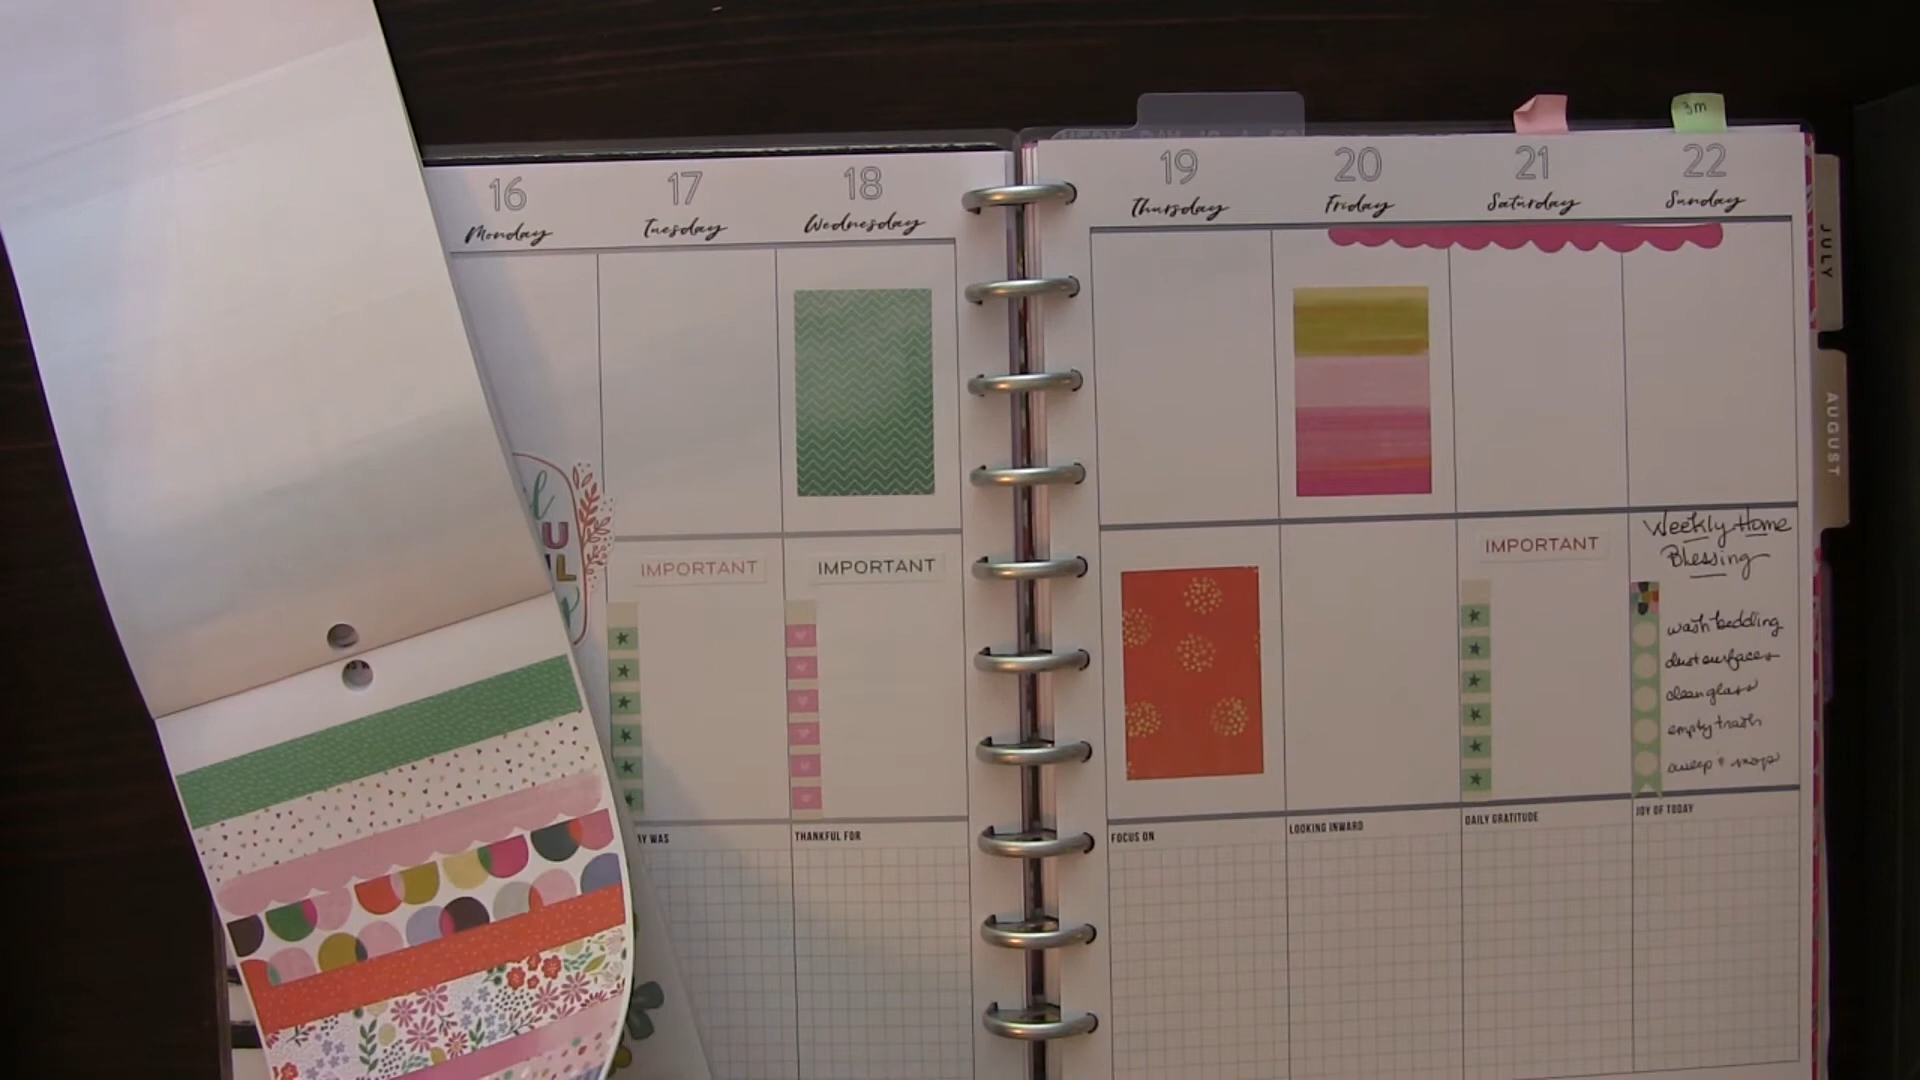 3m
16 17 18 19 20 21 22
Monday Tuesday Wednesday Thursday Friday Saturday Sunday
JULY
AUGUST
IMPORTANT
IMPORTANT
IMPORTANT
Weekly Home
Blessing
wash bedding
dust surfaces
clean glass
empty trash
sweep & mop
WAS
THANKFUL FOR
FOCUS ON
LOOKING INWARD
DAILY GRATITUDE
JOY OF TODAY